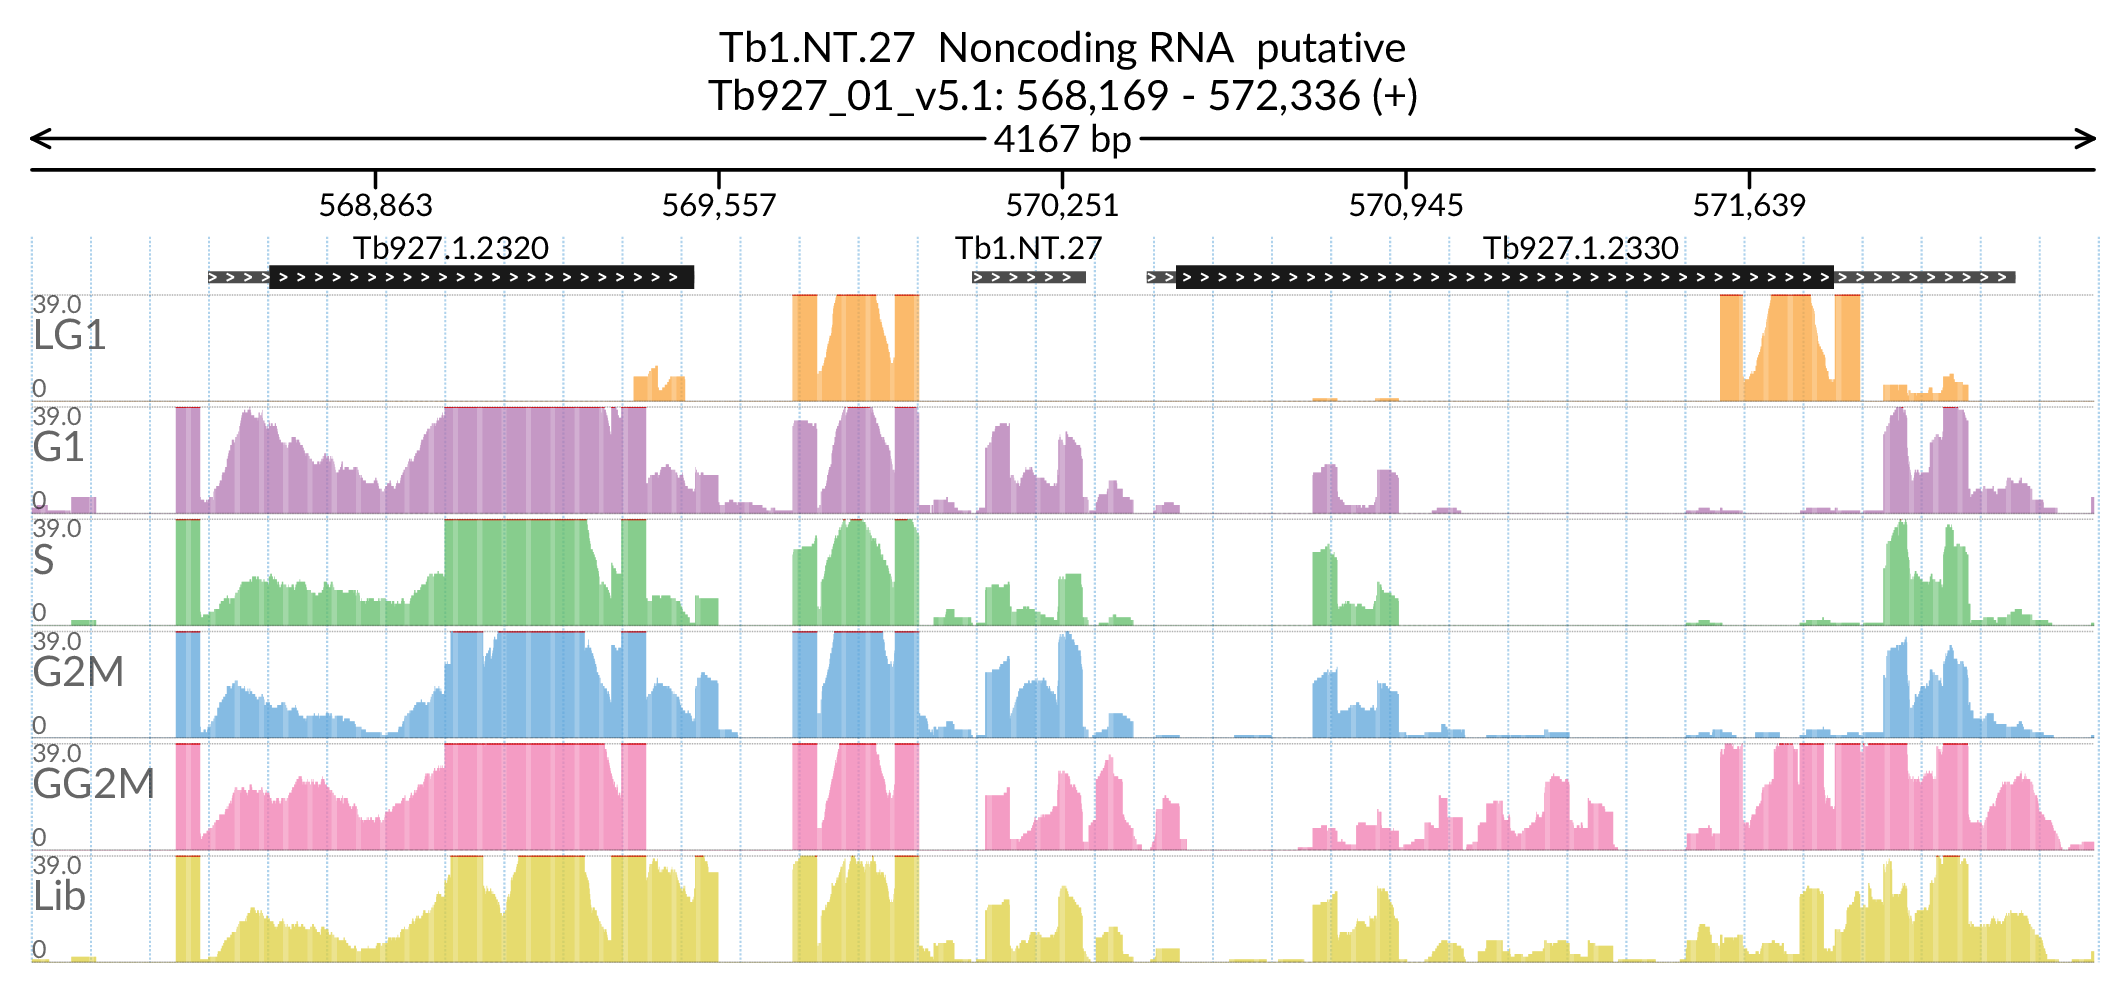 Tb1.NT.27 Noncoding RNA putative
Tb927_01_v5.1: 568,169 - 572,336 (+)
4167 bp
568,863 569,557 570,251 570,945 571,639
Tb927.1.2320 Tb1.NT.27 Tb927.1.2330
39.0
LG1
0
39.0
G1
0
39.0
S
0
39.0
G2M
0
39.0
GG2M
0
39.0
Lib
0